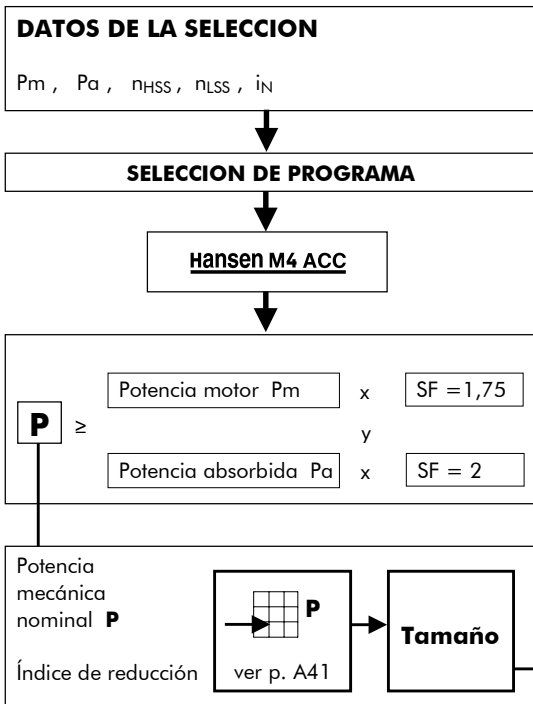 DATOS DE LA SELECCION
Pm , Pa , nHSS , nLSS , iN
SELECCION DE PROGRAMA
Hansen M4 ACC
Potencia motor Pm x SF =1,75
P ≥
y
Potencia absorbida Pa x SF = 2
Potencia
mecánica
nominal P
P
Tamaño
Índice de reducción
ver p. A41